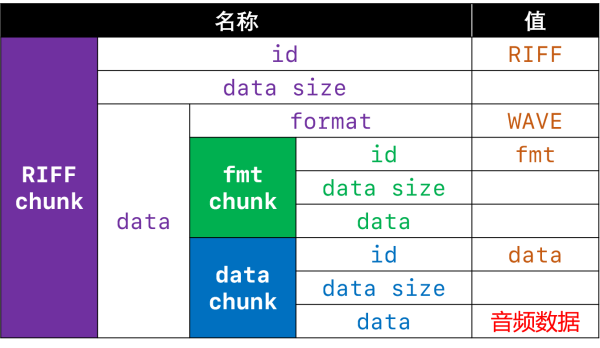 名称 值
id RIFF
data size
format WAVE
RIFF
chunk
data
fmt
chunk
id fmt
data size
data
data
chunk
id data
data size
data 音频数据